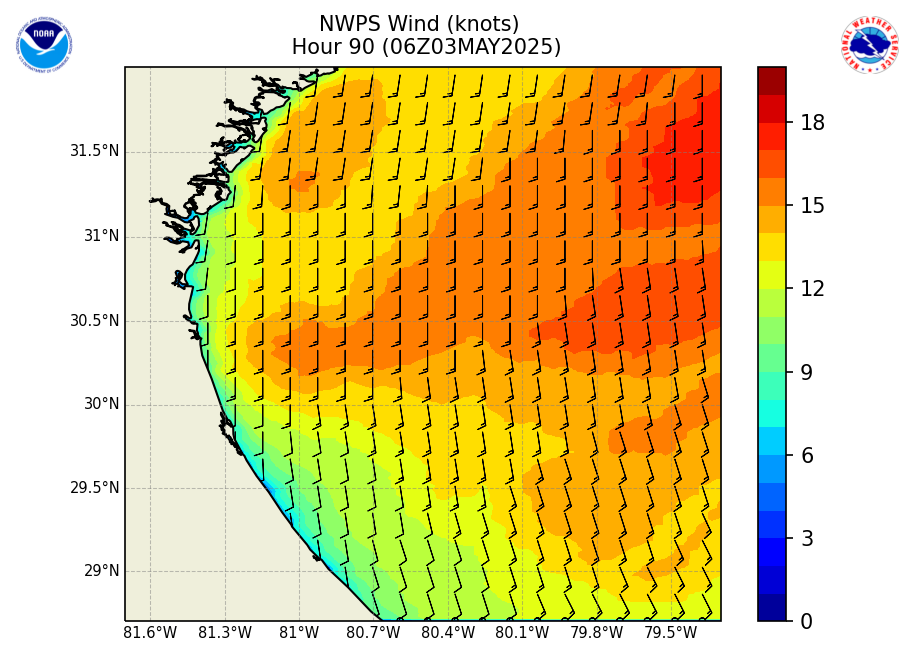 NWPS Wind (knots)
Hour 90 (06Z03MAY2025)
NOAA
NATIONAL WEATHER SERVICE
31.5°N
31°N
30.5°N
30°N
29.5°N
29°N
81.6°W 81.3°W 81°W 80.7°W 80.4°W 80.1°W 79.8°W 79.5°W
18
15
12
9
6
3
0